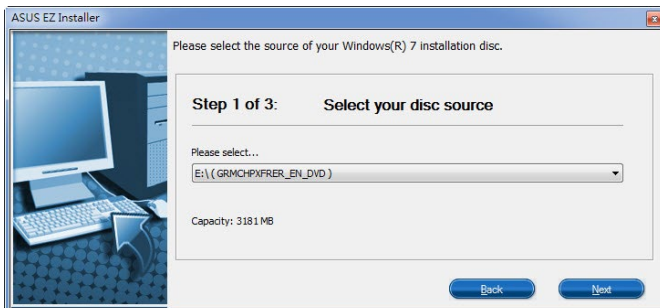 ASUS EZ Installer
Please select the source of your Windows(R) 7 installation disc.
Step 1 of 3: Select your disc source
Please select...
E:\ ( GRMCHPXFRER_EN_DVD )
Capacity: 3181 MB
Back Next